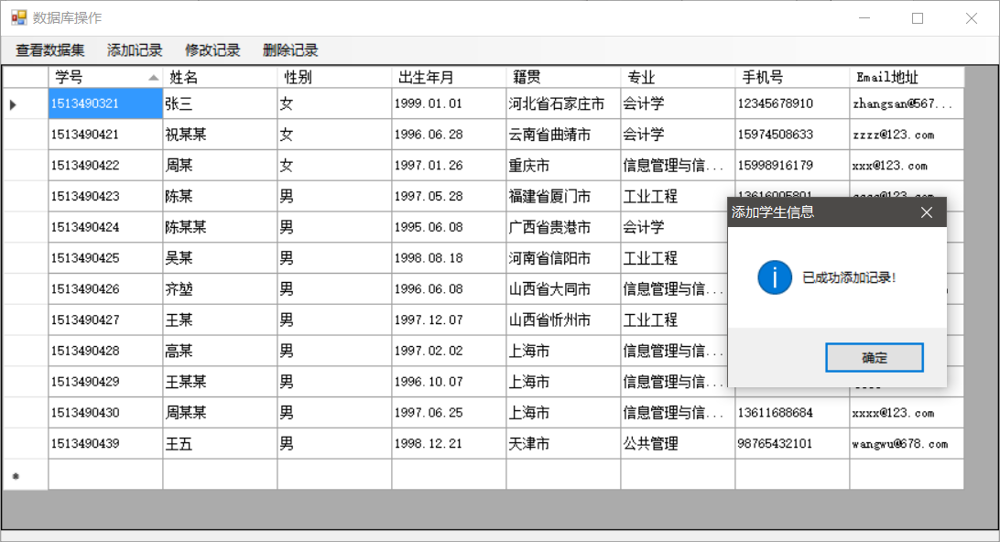 数据库操作
查看数据集 添加记录 修改记录 删除记录
学号 姓名 性别 出生年月 籍贯 专业 手机号 Email地址
1513490321 张三 女 1999.01.01 河北省石家庄市 会计学 12345678910 zhangsan@567...
1513490421 祝某某 女 1996.06.28 云南省曲靖市 会计学 15974508633 zzzz@123.com
1513490422 周某 女 1997.01.26 重庆市 信息管理与信... 15998916179 xxx@123.com
1513490423 陈某 男 1997.05.28 福建省厦门市 工业工程
添加学生信息
1513490424 陈某某 男 1995.06.08 广西省贵港市 会计学
1513490425 吴某 男 1998.08.18 河南省信阳市 工业工程
已成功添加记录!
1513490426 齐堃 男 1996.06.08 山西省大同市 信息管理与信...
1513490427 王某 男 1997.12.07 山西省忻州市 工业工程
1513490428 高某 男 1997.02.02 上海市 信息管理与信...
确定
1513490429 王某某 男 1996.10.07 上海市 信息管理与信...
1513490430 周某某 男 1997.06.25 上海市 信息管理与信... 13611688684 xxxx@123.com
1513490439 王五 男 1998.12.21 天津市 公共管理 98765432101 wangwu@678.com